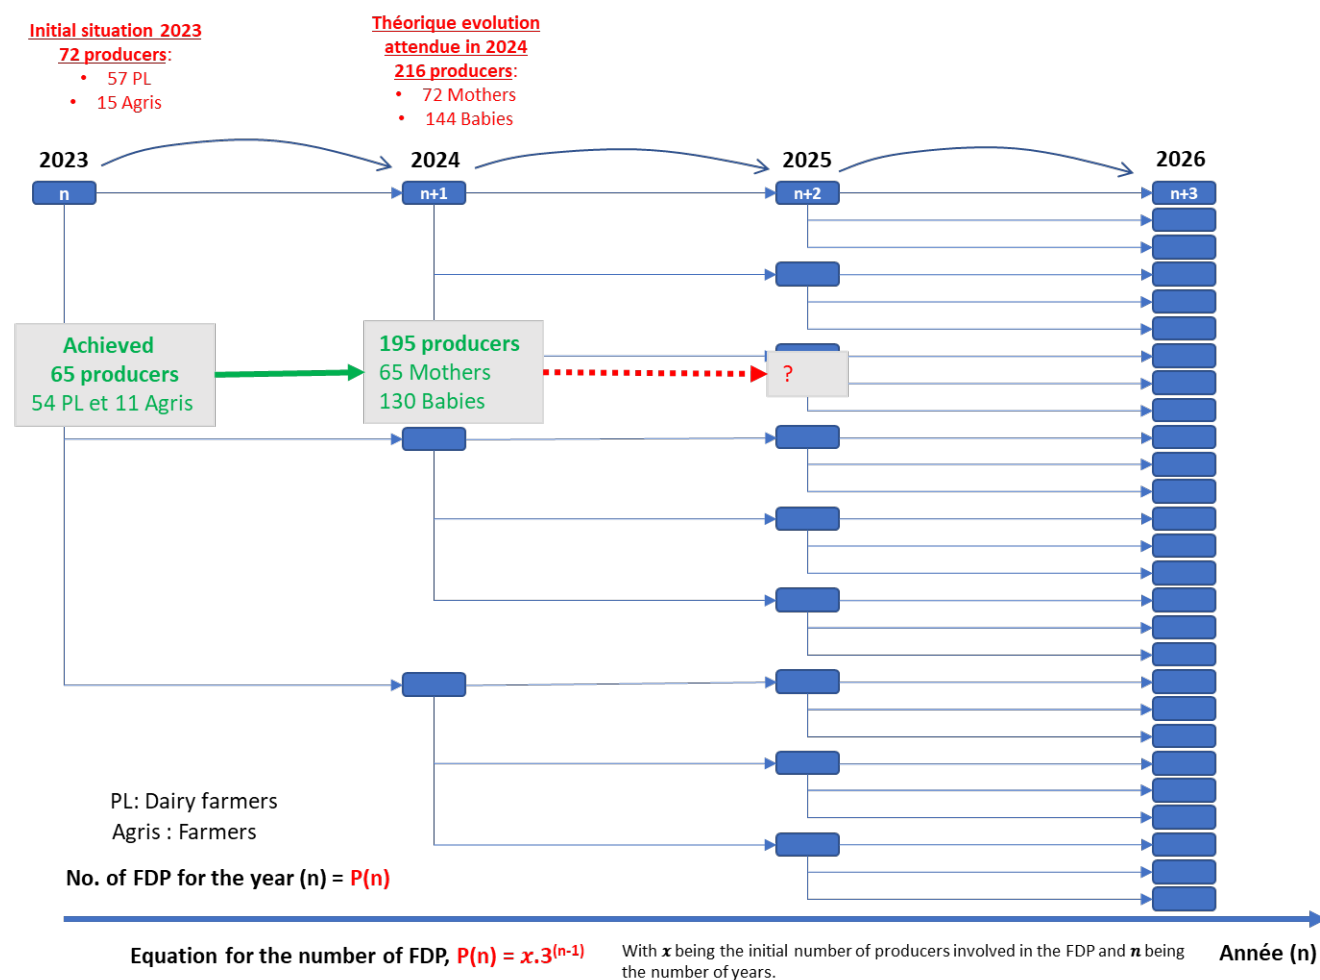 Initial situation 2023
72 producers:
• 57 PL
• 15 Agris
Théorique evolution
attendue in 2024
216 producers:
• 72 Mothers
• 144 Babies
2023
2024
2025
2026
n
n+1
n+2
n+3
Achieved
65 producers
54 PL et 11 Agris
195 producers
65 Mothers
130 Babies
?
PL: Dairy farmers
Agris : Farmers
No. of FDP for the year (n) = P(n)
Equation for the number of FDP, P(n) = x.3(n-1)
With x being the initial number of producers involved in the FDP and n being
the number of years.
Année (n)